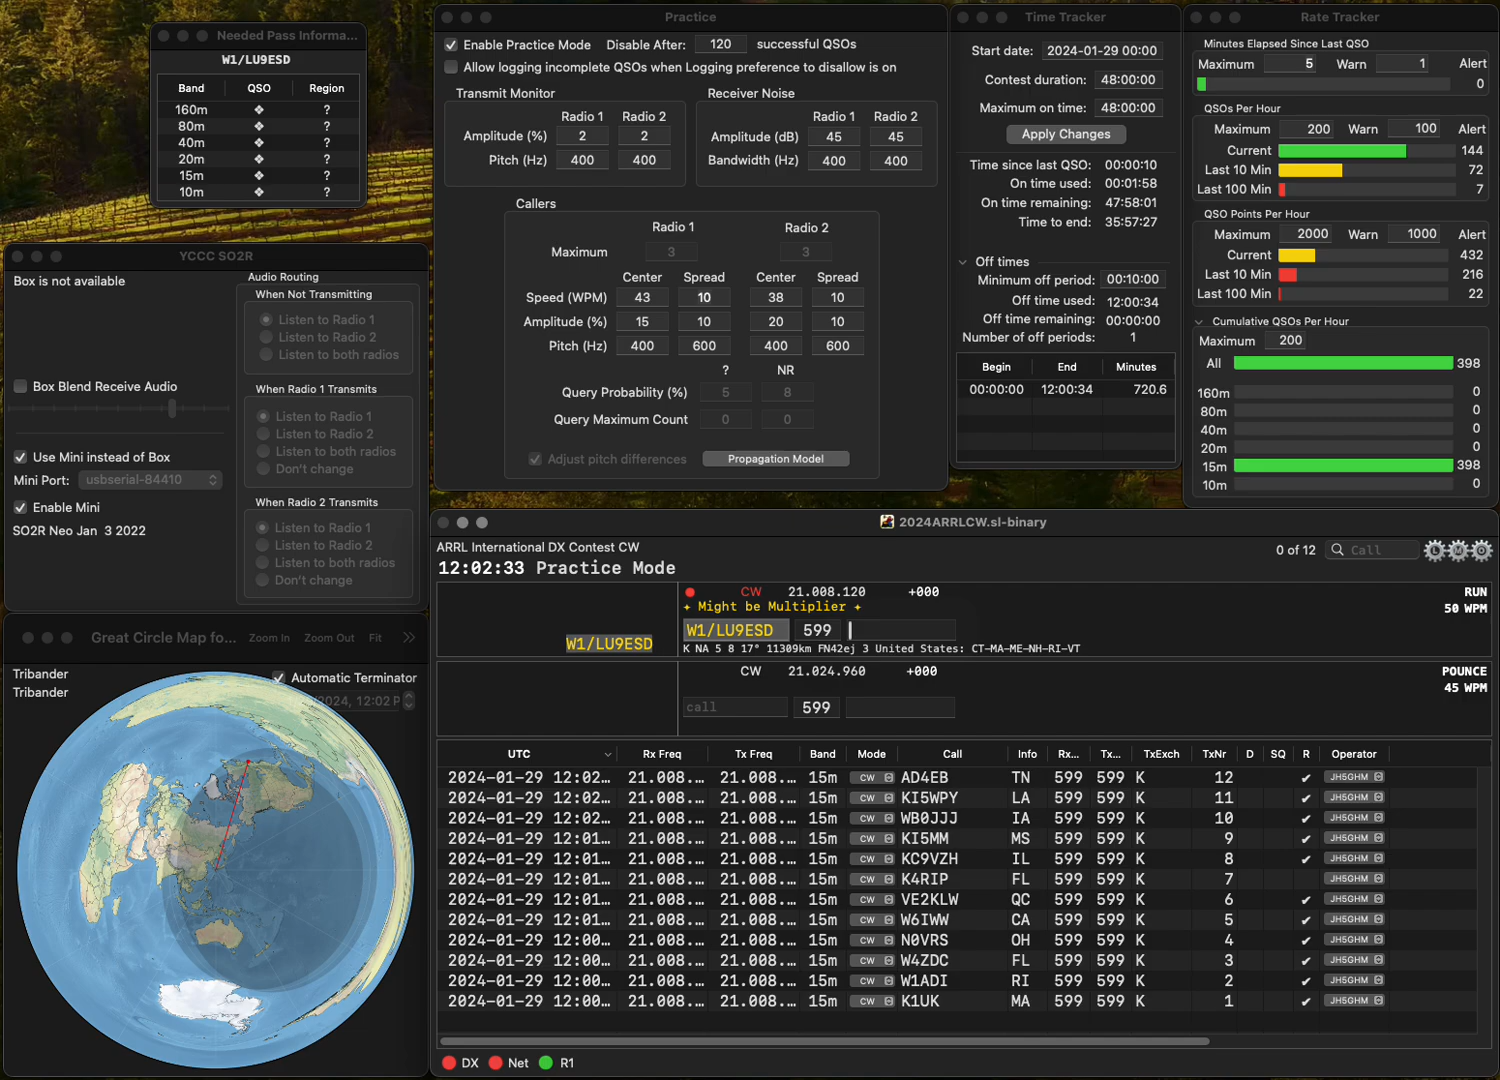 Needed Pass Informa...
W1/LU9ESD
Band QSO Region
160m ❖ ?
80m ❖ ?
40m ❖ ?
20m ❖ ?
15m ❖ ?
10m ❖ ?
YCCC SO2R
Box is not available
Audio Routing
When Not Transmitting
Listen to Radio 1
Listen to Radio 2
Listen to both radios
Box Blend Receive Audio
When Radio 1 Transmits
Listen to Radio 1
Listen to Radio 2
Listen to both radios
Don't change
Use Mini instead of Box
Mini Port: usbserial-84410
Enable Mini
SO2R Neo Jan 3 2022
When Radio 2 Transmits
Listen to Radio 1
Listen to Radio 2
Listen to both radios
Don't change
Great Circle Map fo... Zoom In Zoom Out Fit »
Tribander
Tribander
Automatic Terminator
2024, 12:02 P
Practice
Enable Practice Mode Disable After: 120 successful QSOs
Allow logging incomplete QSOs when Logging preference to disallow is on
Transmit Monitor
Radio 1 Radio 2
Amplitude (%) 2 2
Pitch (Hz) 400 400
Receiver Noise
Radio 1 Radio 2
Amplitude (dB) 45 45
Bandwidth (Hz) 400 400
Callers
Radio 1 Radio 2
Maximum 3 3
Center Spread Center Spread
Speed (WPM) 43 10 38 10
Amplitude (%) 15 10 20 10
Pitch (Hz) 400 600 400 600
? NR
Query Probability (%) 5 8
Query Maximum Count 0 0
Adjust pitch differences Propagation Model
Time Tracker
Start date: 2024-01-29 00:00
Contest duration: 48:00:00
Maximum on time: 48:00:00
Apply Changes
Time since last QSO: 00:00:10
On time used: 00:01:58
On time remaining: 47:58:01
Time to end: 35:57:27
Off times
Minimum off period: 00:10:00
Off time used: 12:00:34
Off time remaining: 00:00:00
Number of off periods: 1
Begin End Minutes
00:00:00 12:00:34 720.6
Rate Tracker
Minutes Elapsed Since Last QSO
Maximum 5 Warn 1 Alert
0
QSOs Per Hour
Maximum 200 Warn 100 Alert
Current 144
Last 10 Min 72
Last 100 Min 7
QSO Points Per Hour
Maximum 2000 Warn 1000 Alert
Current 432
Last 10 Min 216
Last 100 Min 22
Cumulative QSOs Per Hour
Maximum 200
All 398
160m 0
80m 0
40m 0
20m 0
15m 398
10m 0
2024ARRLCW.sl-binary
ARRL International DX Contest CW
0 of 12 Call L M O
12:02:33 Practice Mode
CW 21.008.120 +000 RUN
✦ Might be Multiplier ✦ 50 WPM
W1/LU9ESD W1/LU9ESD 599
K NA 5 8 17° 11309km FN42ej 3 United States: CT-MA-ME-NH-RI-VT
CW 21.024.960 +000 POUNCE
45 WPM
call 599
UTC Rx Freq Tx Freq Band Mode Call Info Rx... Tx... TxExch TxNr D SQ R Operator
2024-01-29 12:02... 21.008.... 21.008.... 15m CW AD4EB TN 599 599 K 12 ✔ JH5GHM
2024-01-29 12:02... 21.008.... 21.008.... 15m CW KI5WPY LA 599 599 K 11 ✔ JH5GHM
2024-01-29 12:02... 21.008.... 21.008.... 15m CW WB0JJJ IA 599 599 K 10 ✔ JH5GHM
2024-01-29 12:01... 21.008.... 21.008.... 15m CW KI5MM MS 599 599 K 9 ✔ JH5GHM
2024-01-29 12:01... 21.008.... 21.008.... 15m CW KC9VZH IL 599 599 K 8 ✔ JH5GHM
2024-01-29 12:01... 21.008.... 21.008.... 15m CW K4RIP FL 599 599 K 7 JH5GHM
2024-01-29 12:01... 21.008.... 21.008.... 15m CW VE2KLW QC 599 599 K 6 ✔ JH5GHM
2024-01-29 12:01... 21.008.... 21.008.... 15m CW W6IWW CA 599 599 K 5 ✔ JH5GHM
2024-01-29 12:00... 21.008.... 21.008.... 15m CW N0VRS OH 599 599 K 4 ✔ JH5GHM
2024-01-29 12:00... 21.008.... 21.008.... 15m CW W4ZDC FL 599 599 K 3 ✔ JH5GHM
2024-01-29 12:00... 21.008.... 21.008.... 15m CW W1ADI RI 599 599 K 2 ✔ JH5GHM
2024-01-29 12:00... 21.008.... 21.008.... 15m CW K1UK MA 599 599 K 1 ✔ JH5GHM
DX Net R1